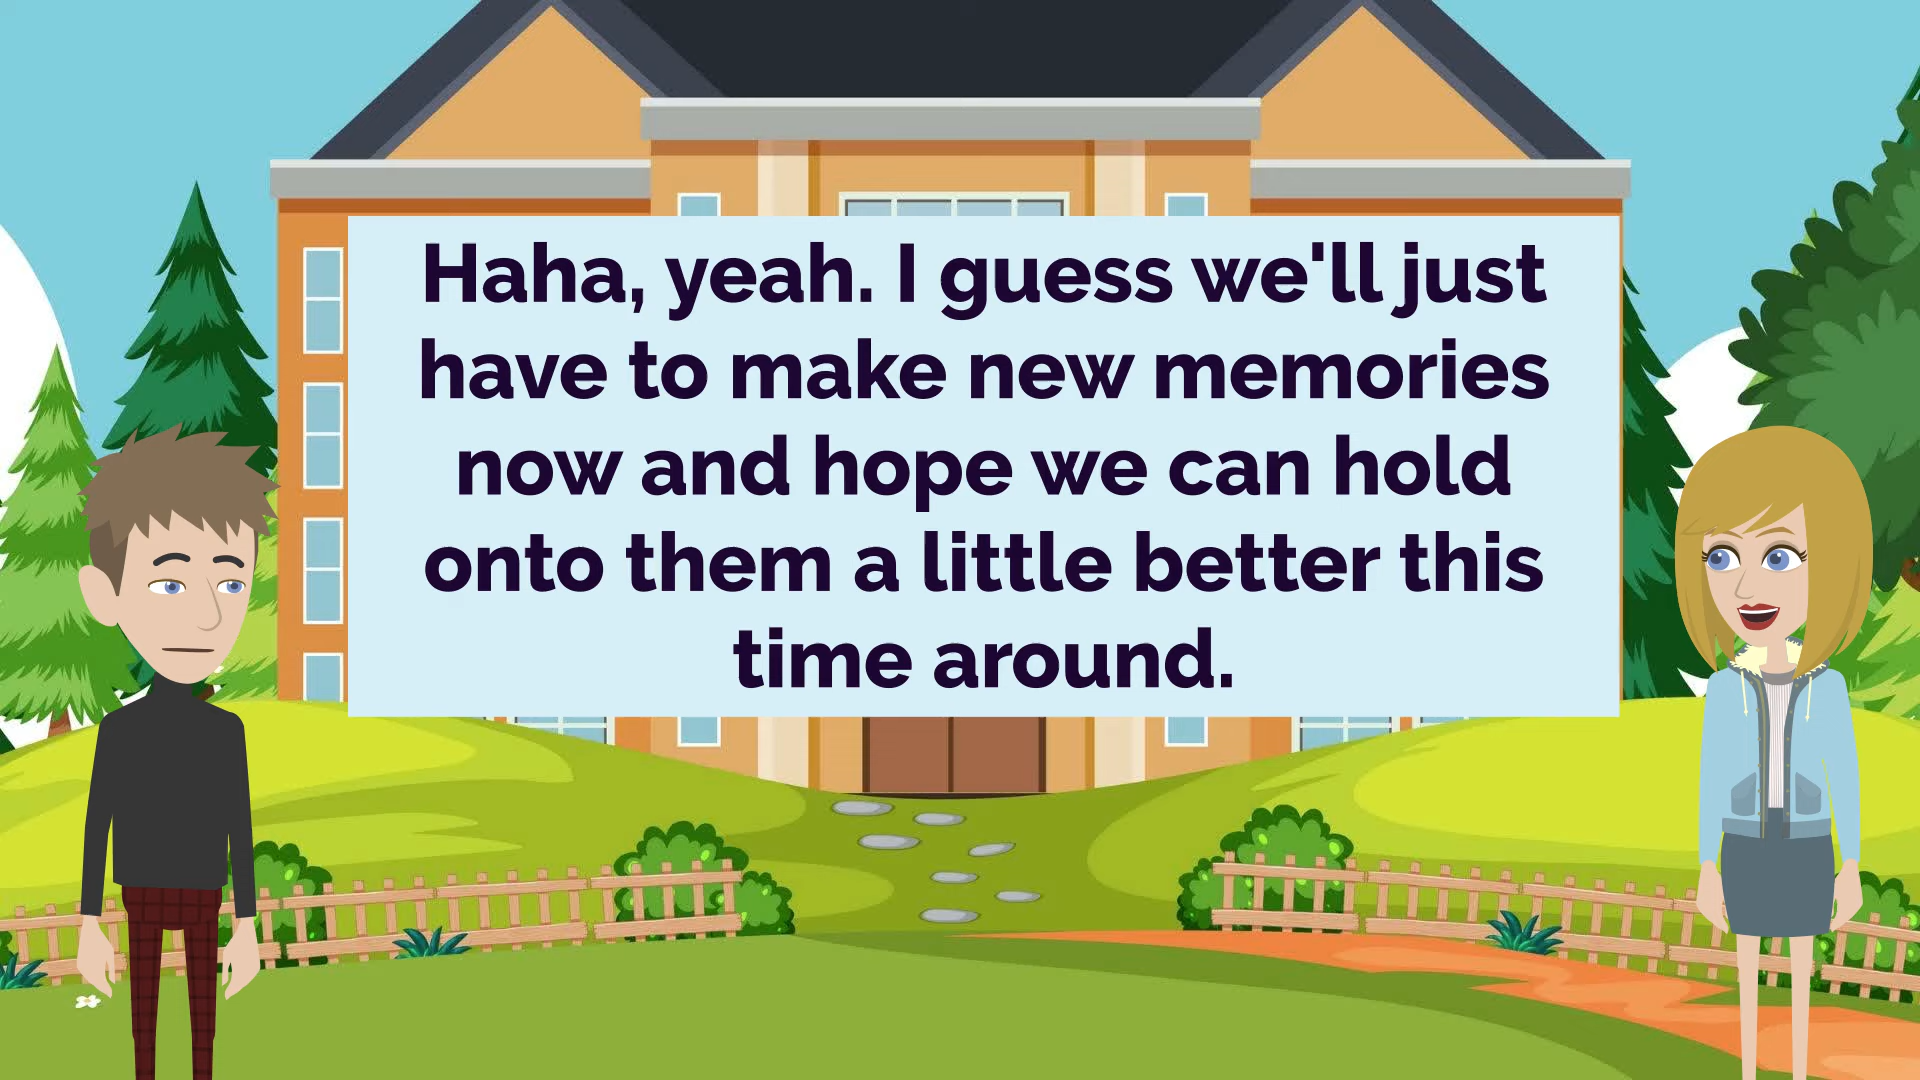 Haha, yeah. I guess we'll just
have to make new memories
now and hope we can hold
onto them a little better this
time around.